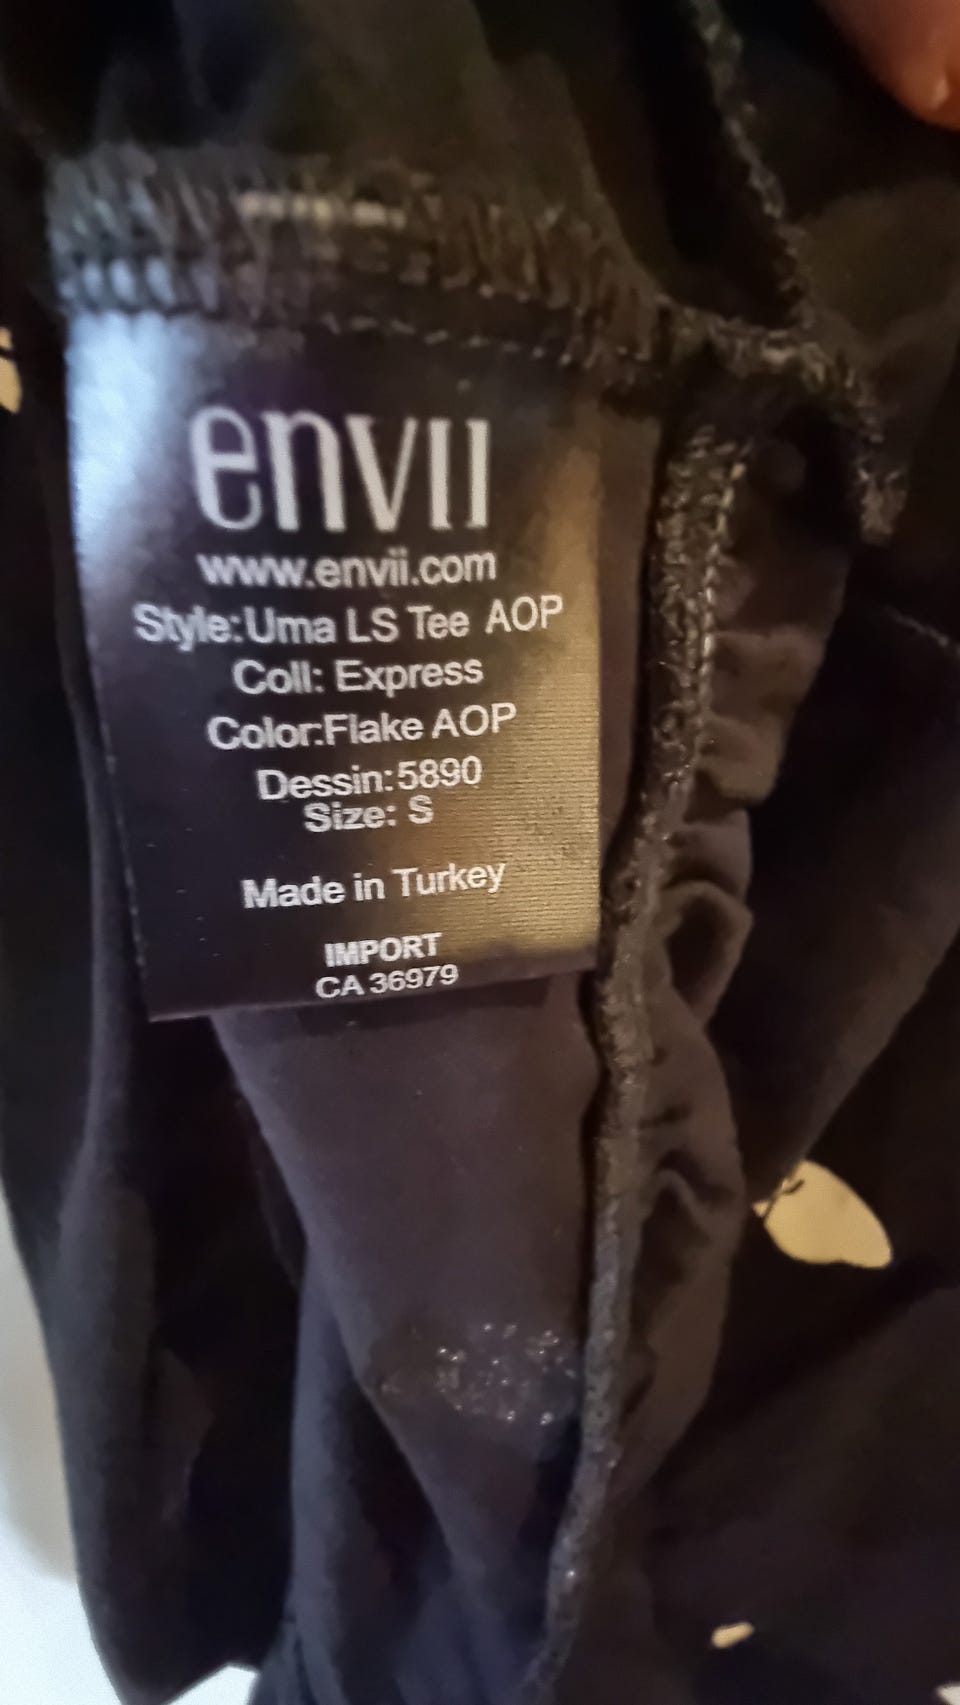 envii
www.envii.com
Style:Uma LS Tee AOP
Coll: Express
Color:Flake AOP
Dessin:5890
Size: S
Made in Turkey
IMPORT
CA 36979